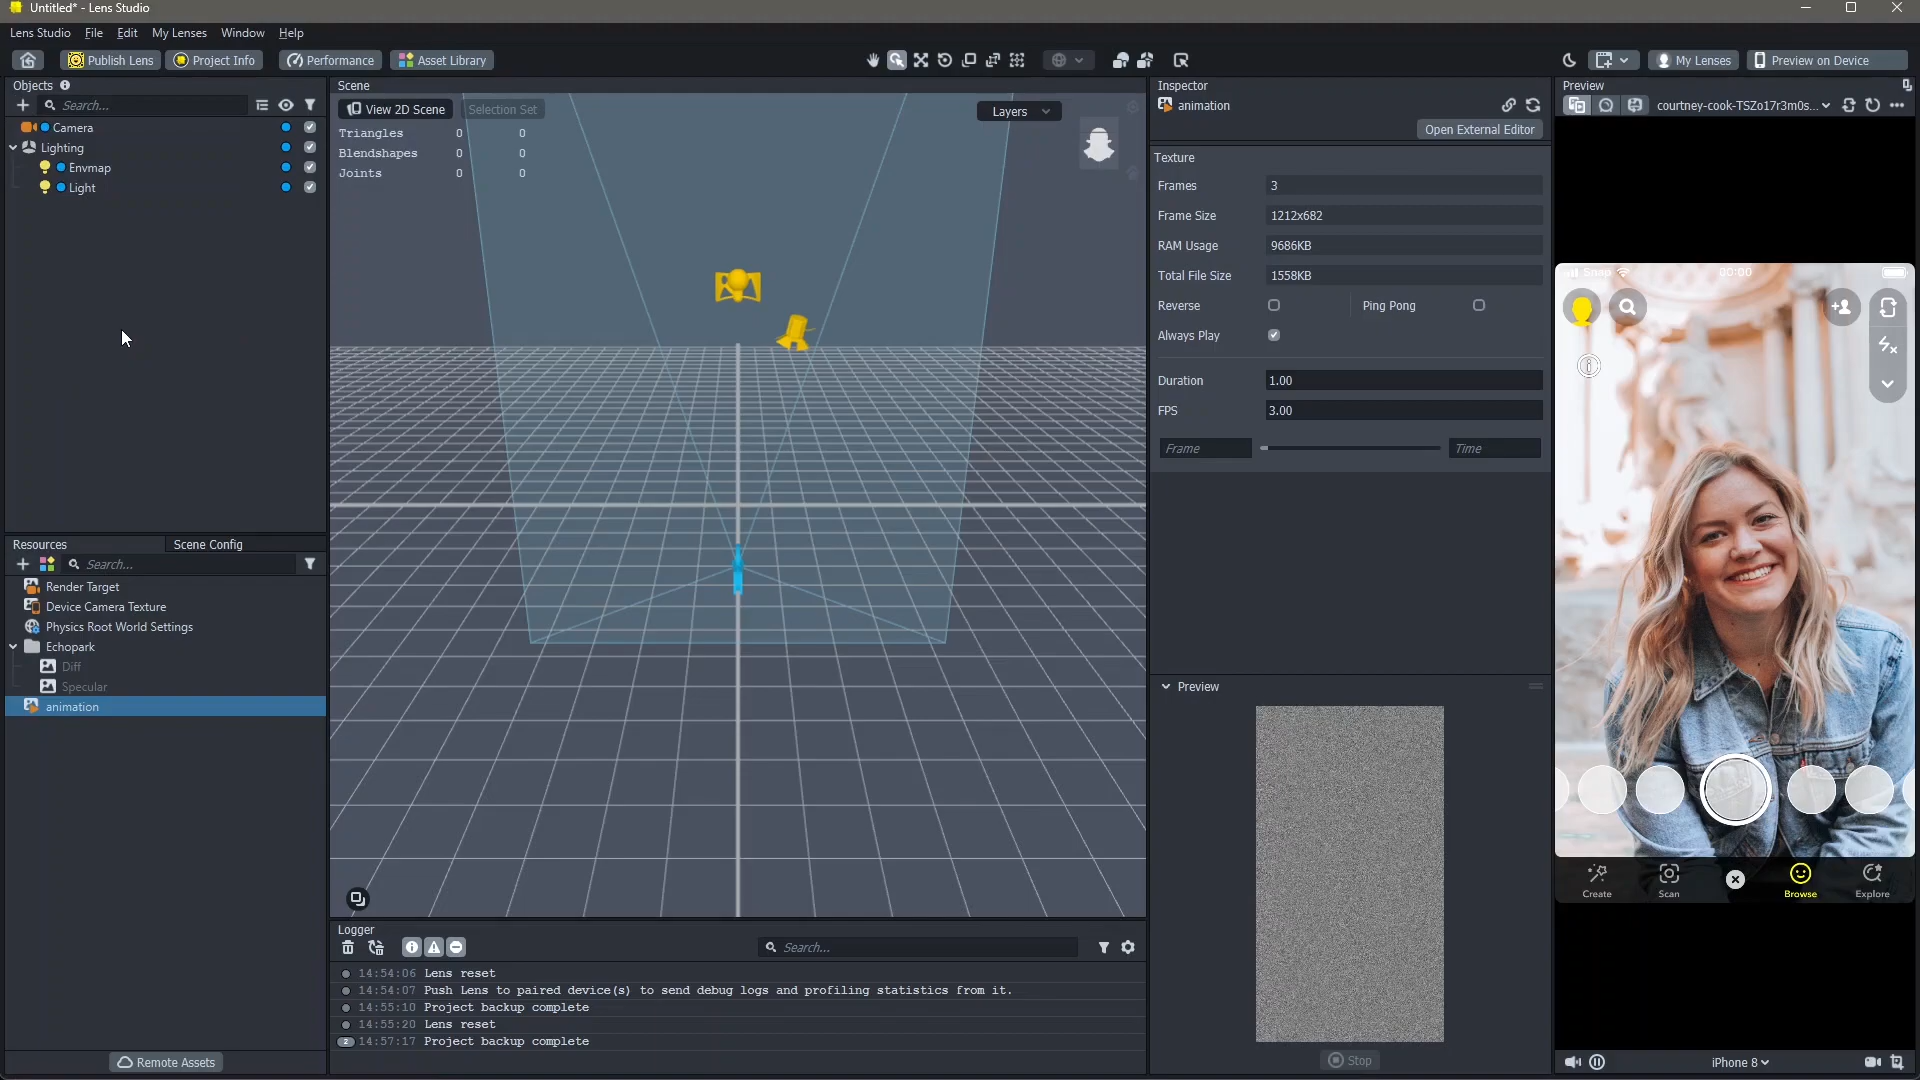 Untitled* - Lens Studio
Lens Studio File Edit My Lenses Window Help
Publish Lens Project Info Performance Asset Library My Lenses Preview on Device
Objects
Search...
Camera
Lighting
Envmap
Light
Resources Scene Config
Search...
Render Target
Device Camera Texture
Physics Root World Settings
Echopark
Diff
Specular
animation
Remote Assets
Scene
View 2D Scene Selection Set Layers
Triangles 0 0
Blendshapes 0 0
Joints 0 0
Logger
Search...
14:54:06 Lens reset
14:54:07 Push Lens to paired device(s) to send debug logs and profiling statistics from it.
14:55:10 Project backup complete
14:55:20 Lens reset
2 14:57:17 Project backup complete
Inspector
animation
Open External Editor
Texture
Frames 3
Frame Size 1212x682
RAM Usage 9686KB
Total File Size 1558KB
Reverse Ping Pong
Always Play
Duration 1.00
FPS 3.00
Frame Time
Preview
Stop
Preview
courtney-cook-TSZo17r3m0s...
Snap 00:00
Create Scan Browse Explore
iPhone 8